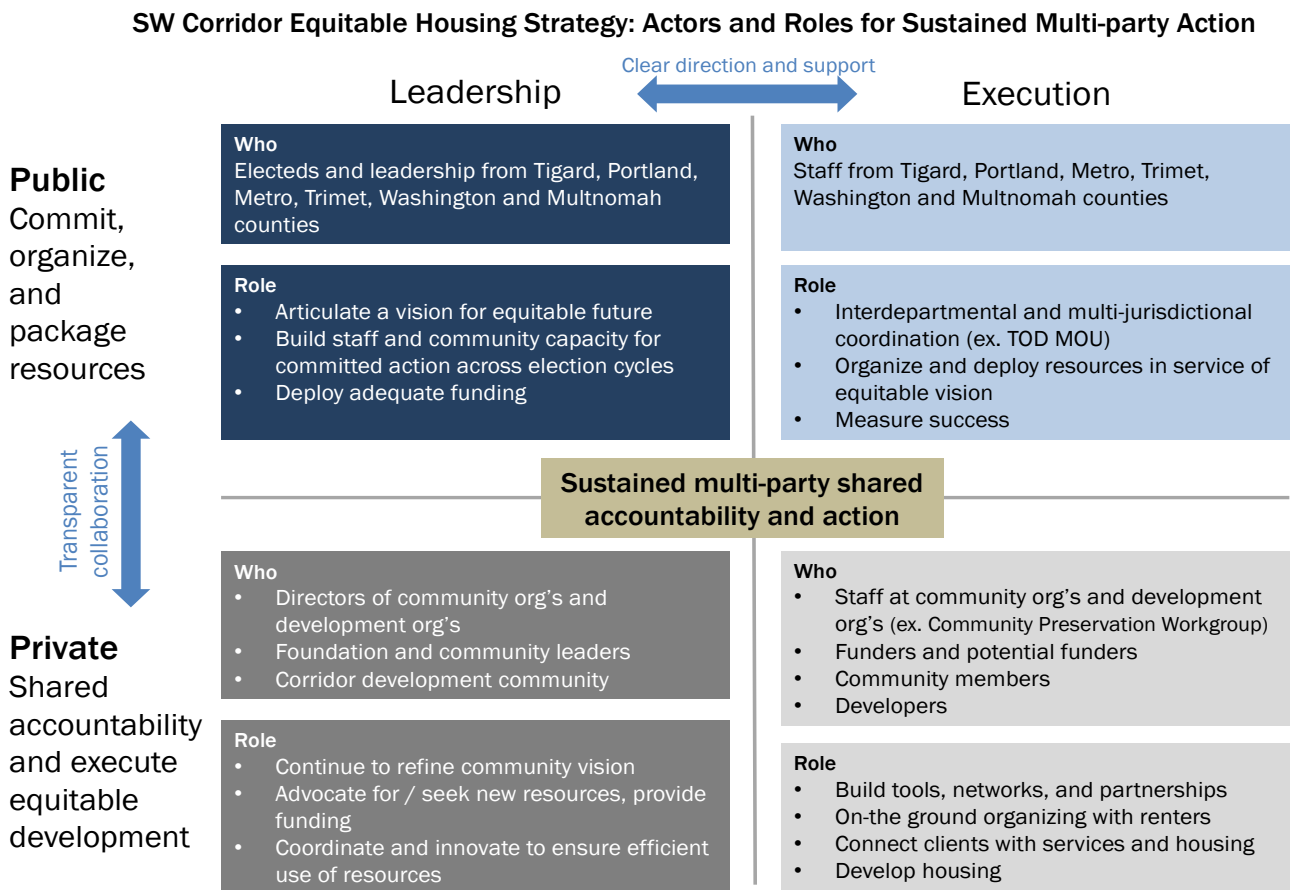 SW Corridor Equitable Housing Strategy: Actors and Roles for Sustained Multi-party Action
Clear direction and support
Leadership
Execution
Public
Commit,
organize,
and
package
resources
Who
Electeds and leadership from Tigard, Portland,
Metro, Trimet, Washington and Multnomah
counties
Role
• Articulate a vision for equitable future
• Build staff and community capacity for
committed action across election cycles
• Deploy adequate funding
Who
Staff from Tigard, Portland, Metro, Trimet,
Washington and Multnomah counties
Role
• Interdepartmental and multi-jurisdictional
coordination (ex. TOD MOU)
• Organize and deploy resources in service of
equitable vision
• Measure success
Transparent
collaboration
Sustained multi-party shared
accountability and action
Private
Shared
accountability
and execute
equitable
development
Who
• Directors of community org's and
development org's
• Foundation and community leaders
• Corridor development community
Role
• Continue to refine community vision
• Advocate for / seek new resources, provide
funding
• Coordinate and innovate to ensure efficient
use of resources
Who
• Staff at community org's and development
org's (ex. Community Preservation Workgroup)
• Funders and potential funders
• Community members
• Developers
Role
• Build tools, networks, and partnerships
• On-the ground organizing with renters
• Connect clients with services and housing
• Develop housing